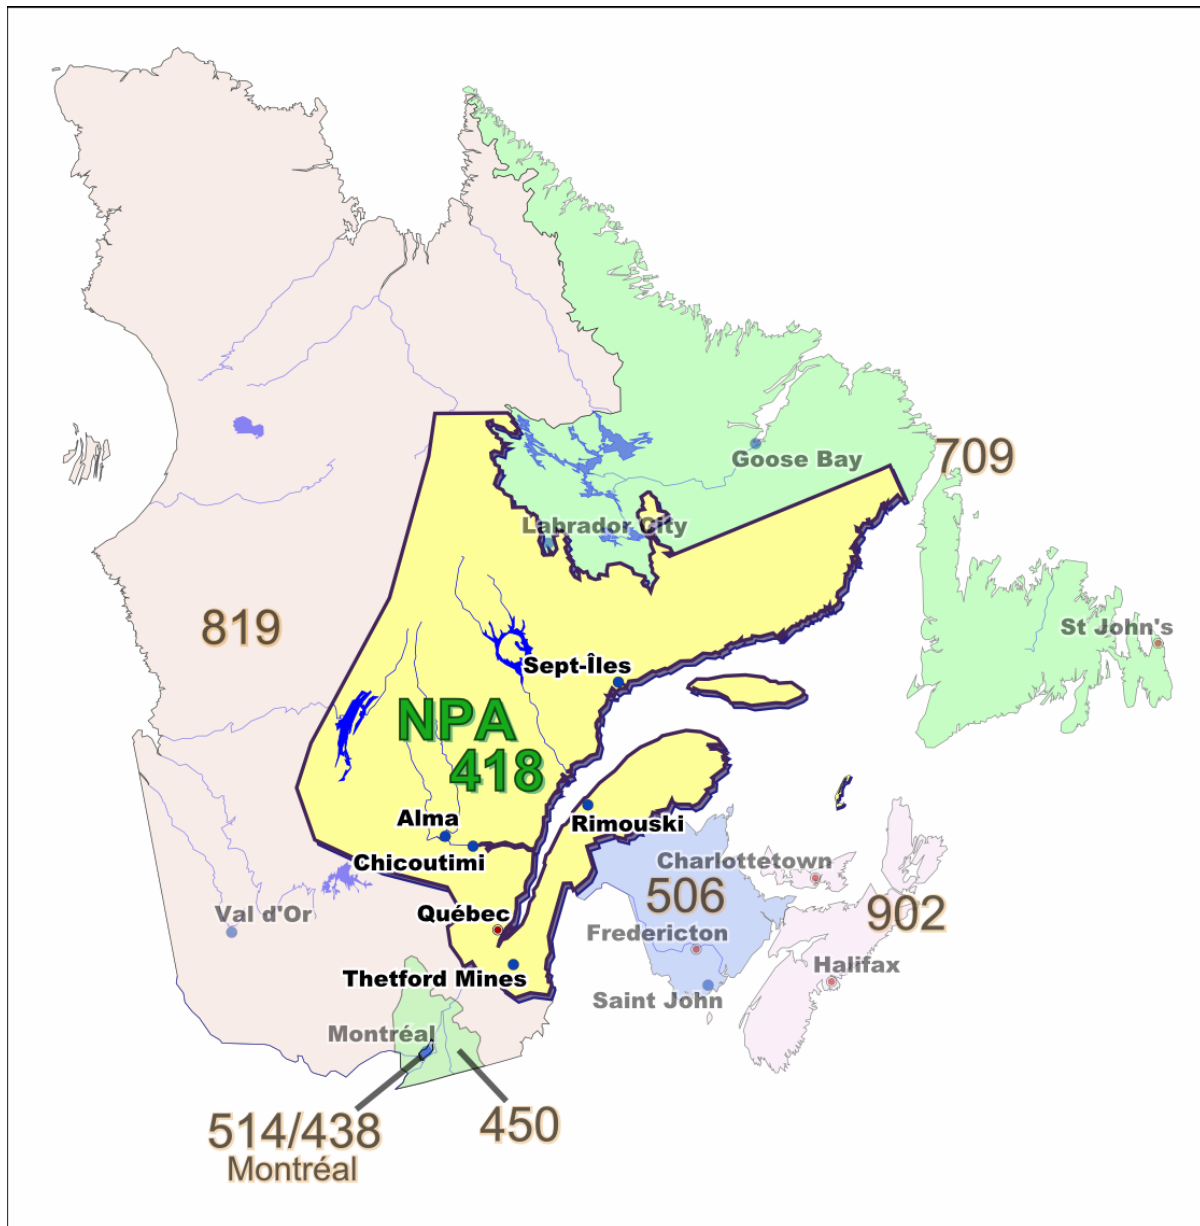 Goose Bay
709
Labrador City
819
St John's
Sept-Îles
NPA
418
Alma
Rimouski
Chicoutimi
Charlottetown
506
902
Val d'Or
Québec
Fredericton
Halifax
Thetford Mines
Saint John
Montréal
514/438
Montréal
450